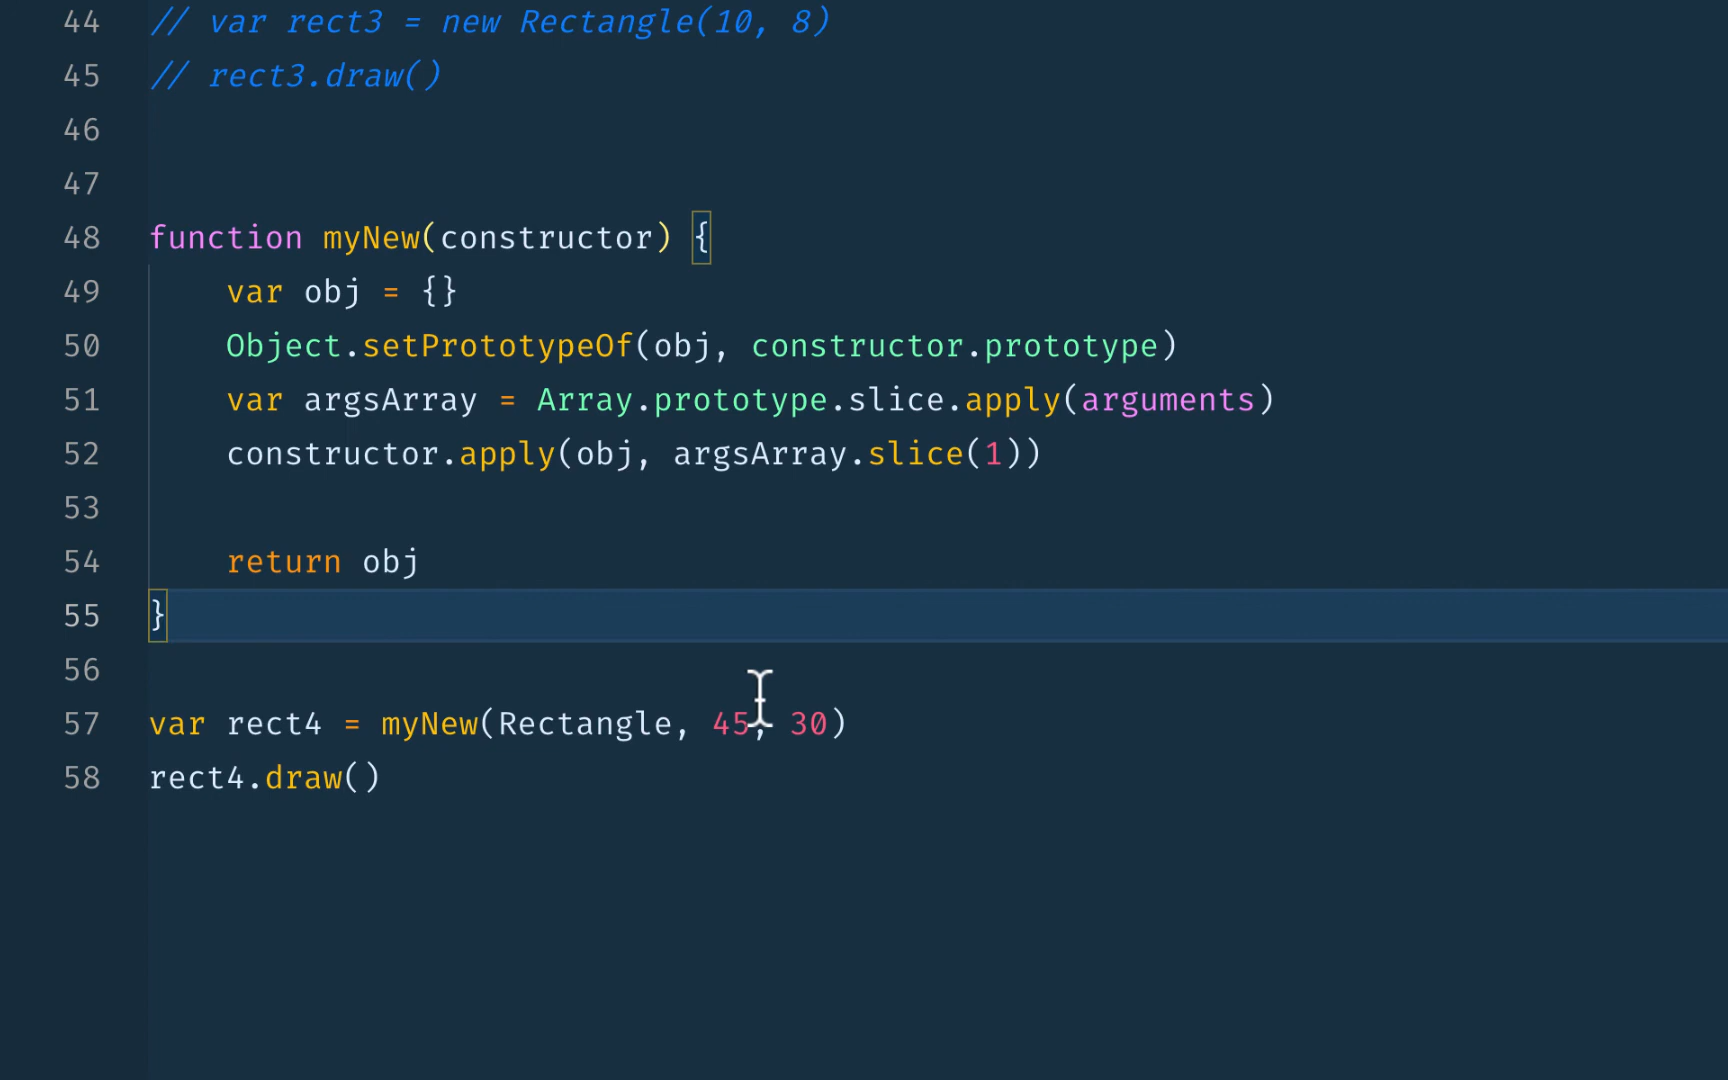 44 // var rect3 = new Rectangle(10, 8)
45 // rect3.draw()
46
47
48 function myNew(constructor) {
49     var obj = {}
50     Object.setPrototypeOf(obj, constructor.prototype)
51     var argsArray = Array.prototype.slice.apply(arguments)
52     constructor.apply(obj, argsArray.slice(1))
53
54     return obj
55 }
56
57 var rect4 = myNew(Rectangle, 45, 30)
58 rect4.draw()